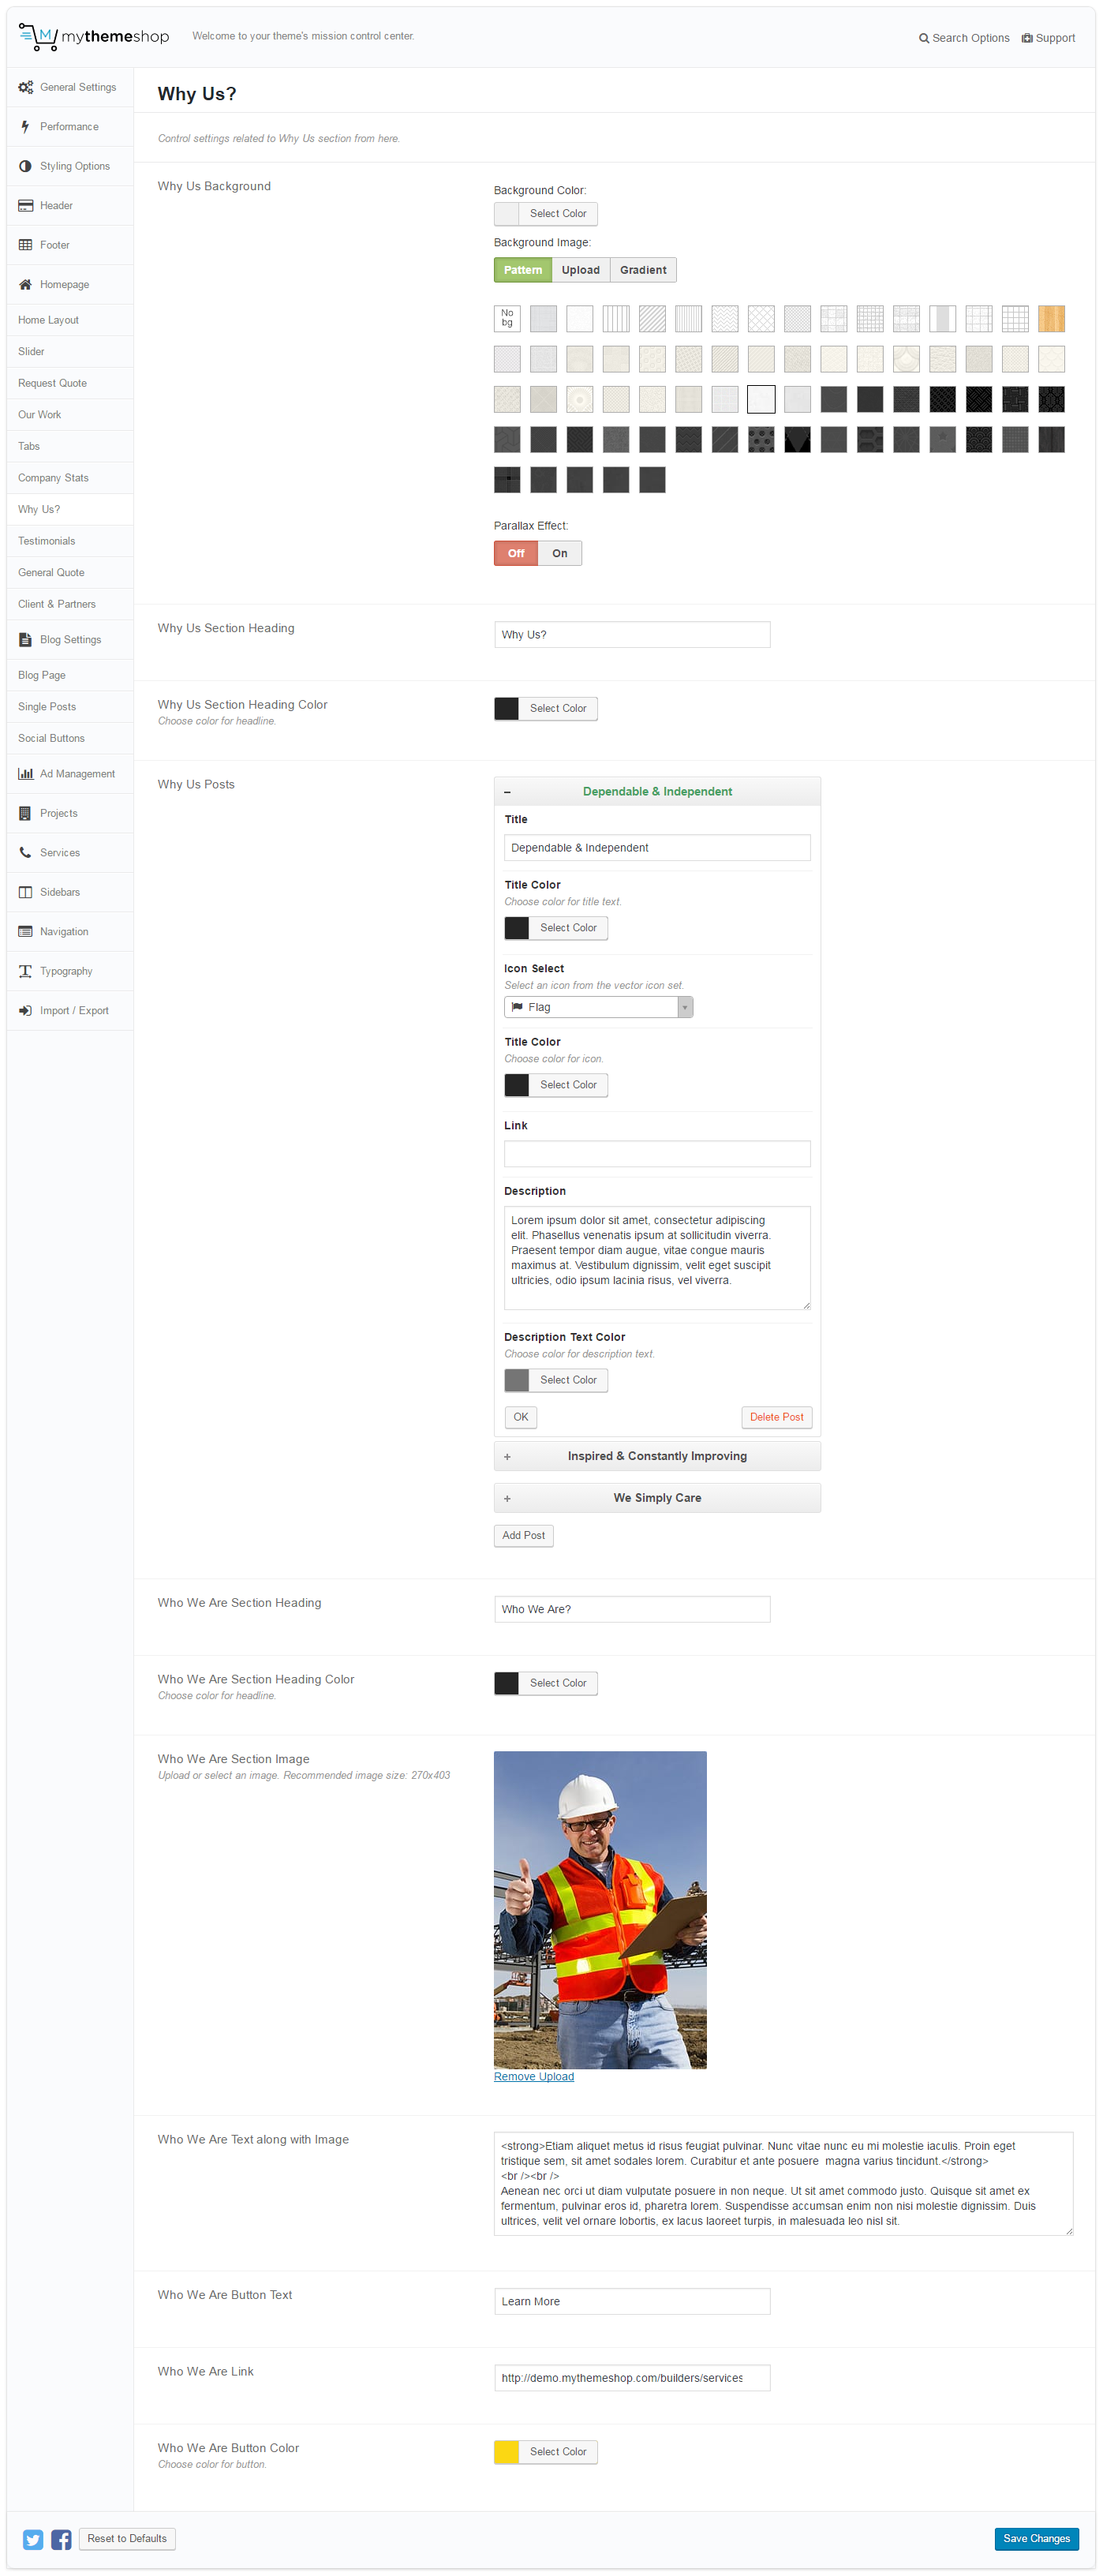 M mythemeshop
Welcome to your theme's mission control center.
Search Options
Support
General Settings
Performance
Styling Options
Header
Footer
Homepage
Home Layout
Slider
Request Quote
Our Work
Tabs
Company Stats
Why Us?
Testimonials
General Quote
Client & Partners
Blog Settings
Blog Page
Single Posts
Social Buttons
Ad Management
Projects
Services
Sidebars
Navigation
Typography
Import / Export
Why Us?
Control settings related to Why Us section from here.
Why Us Background
Background Color:
Select Color
Background Image:
Pattern Upload Gradient
No
bg
Parallax Effect:
Off On
Why Us Section Heading
Why Us?
Why Us Section Heading Color
Choose color for headline.
Select Color
Why Us Posts
Dependable & Independent
Title
Dependable & Independent
Title Color
Choose color for title text.
Select Color
Icon Select
Select an icon from the vector icon set.
Flag
Title Color
Choose color for icon.
Select Color
Link
Description
Lorem ipsum dolor sit amet, consectetur adipiscing
elit. Phasellus venenatis ipsum at sollicitudin viverra.
Praesent tempor diam augue, vitae congue mauris
maximus at. Vestibulum dignissim, velit eget suscipit
ultricies, odio ipsum lacinia risus, vel viverra.
Description Text Color
Choose color for description text.
Select Color
OK
Delete Post
Inspired & Constantly Improving
We Simply Care
Add Post
Who We Are Section Heading
Who We Are?
Who We Are Section Heading Color
Choose color for headline.
Select Color
Who We Are Section Image
Upload or select an image. Recommended image size: 270x403
Remove Upload
Who We Are Text along with Image
<strong>Etiam aliquet metus id risus feugiat pulvinar. Nunc vitae nunc eu mi molestie iaculis. Proin eget
tristique sem, sit amet sodales lorem. Curabitur et ante posuere  magna varius tincidunt.</strong>
<br /><br />
Aenean nec orci ut diam vulputate posuere in non neque. Ut sit amet commodo justo. Quisque sit amet ex
fermentum, pulvinar eros id, pharetra lorem. Suspendisse accumsan enim non nisi molestie dignissim. Duis
ultrices, velit vel ornare lobortis, ex lacus laoreet turpis, in malesuada leo nisl sit.
Who We Are Button Text
Learn More
Who We Are Link
http://demo.mythemeshop.com/builders/services
Who We Are Button Color
Choose color for button.
Select Color
Reset to Defaults
Save Changes